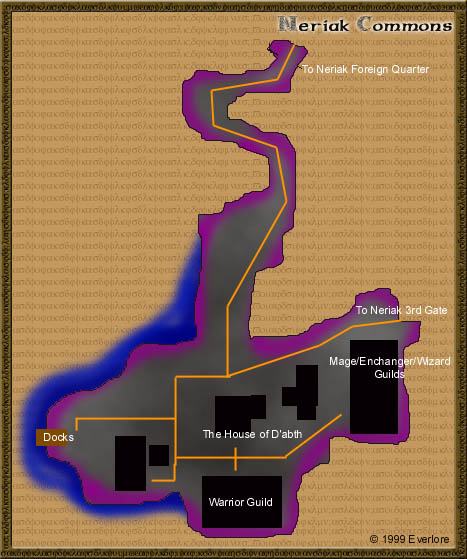 Neriak Commons
To Neriak Foreign Quarter
To Neriak 3rd Gate
Mage/Enchanger/Wizard
Guilds
The House of D'abth
Docks
Warrior Guild
© 1999 Everlore